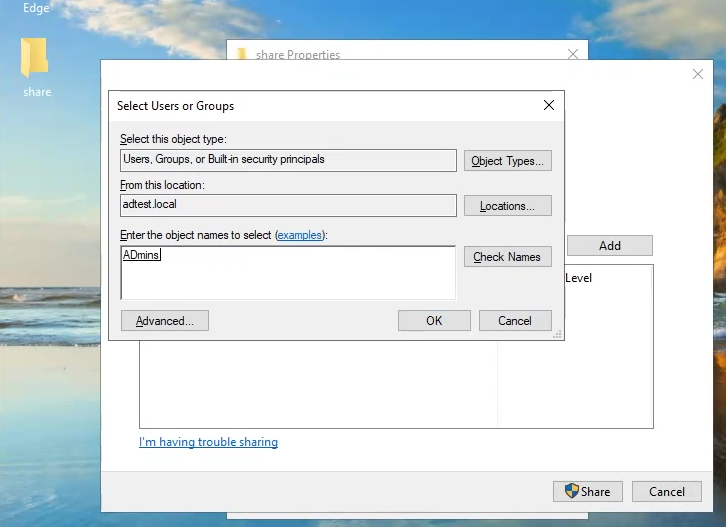 Edge
share Properties
share
Select Users or Groups
Select this object type:
Users, Groups, or Built-in security principals
Object Types...
From this location:
adtest.local
Locations...
Enter the object names to select (examples):
Add
ADmins
Check Names
Level
Advanced...
OK
Cancel
I'm having trouble sharing
Share
Cancel